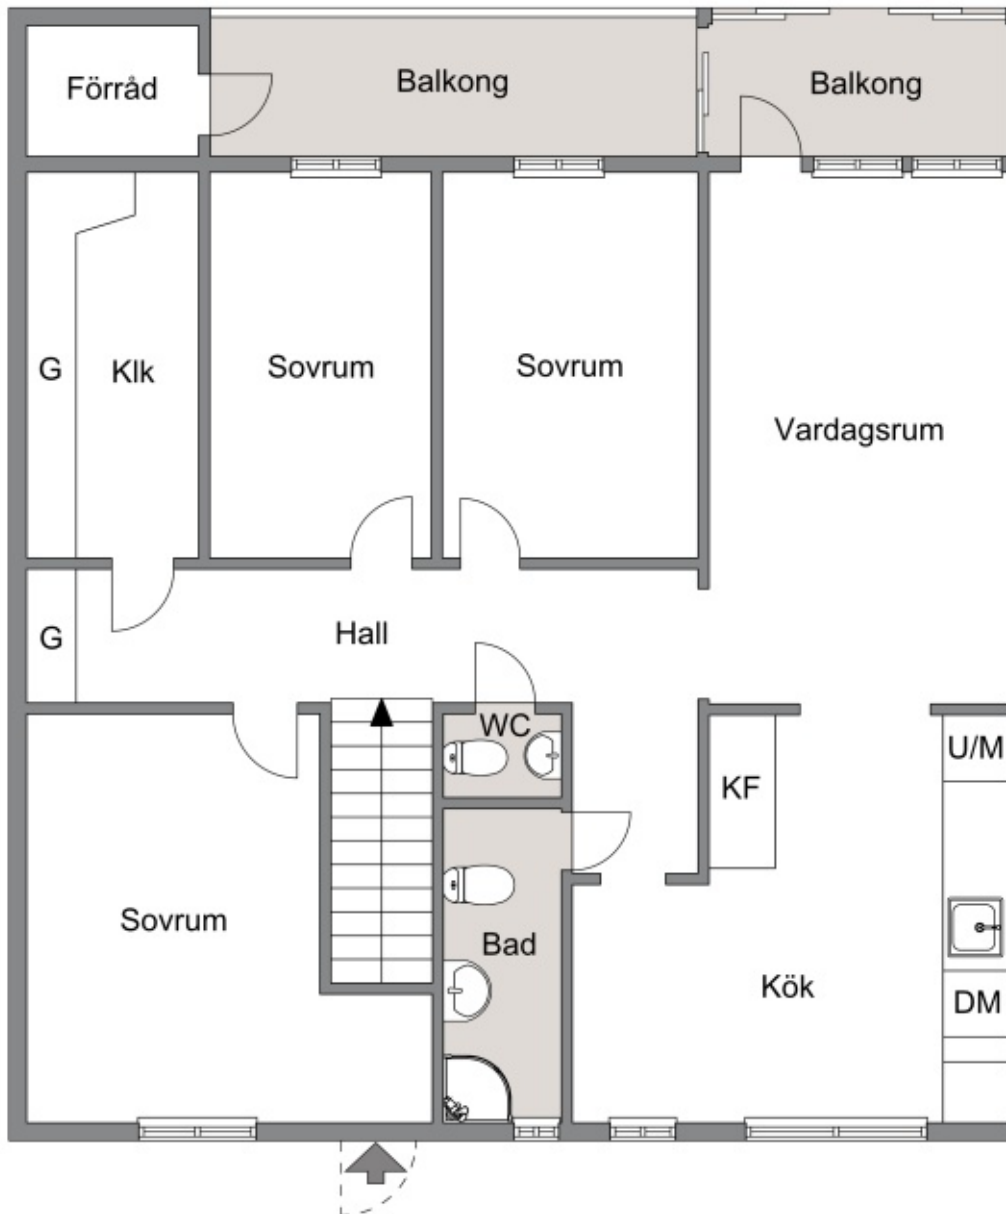 Förråd
Balkong
Balkong
G
Klk
Sovrum
Sovrum
Vardagsrum
G
Hall
WC
U/M
KF
Sovrum
Bad
Kök
DM